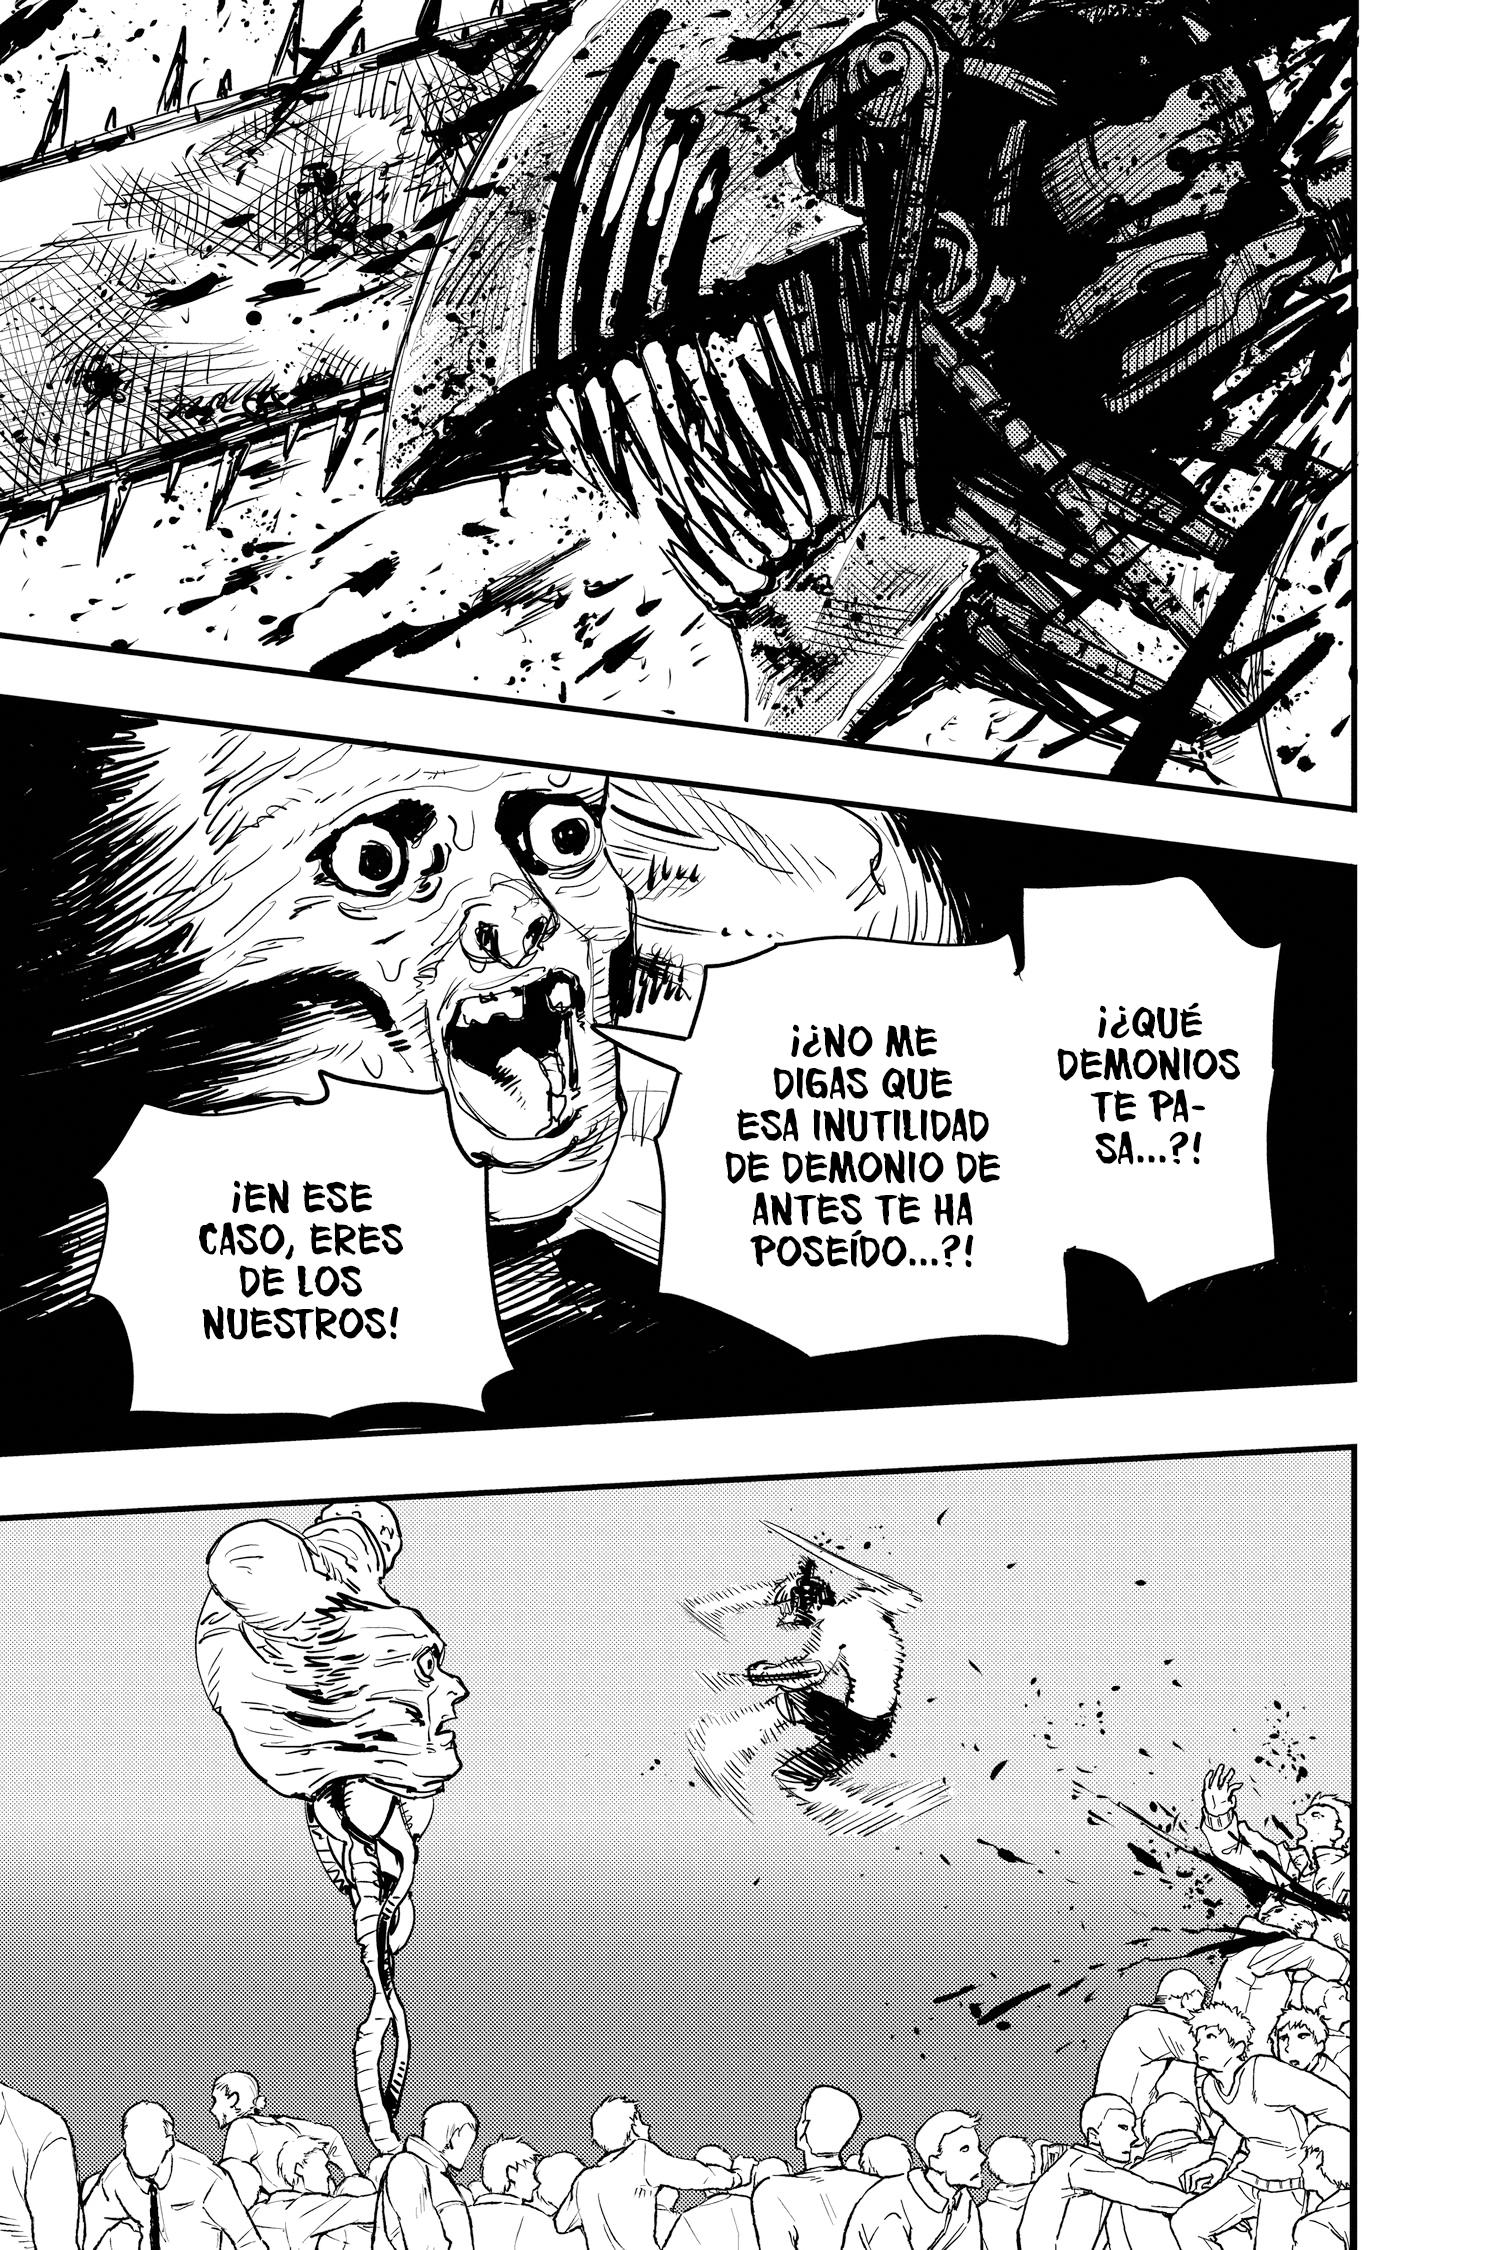 ¡¿QUÉ
DEMONIOS
TE PA-
SA...?!
¡¿NO ME
DIGAS QUE
ESA INUTILIDAD
DE DEMONIO DE
ANTES TE HA
POSEÍDO...?!
¡EN ESE
CASO, ERES
DE LOS
NUESTROS!